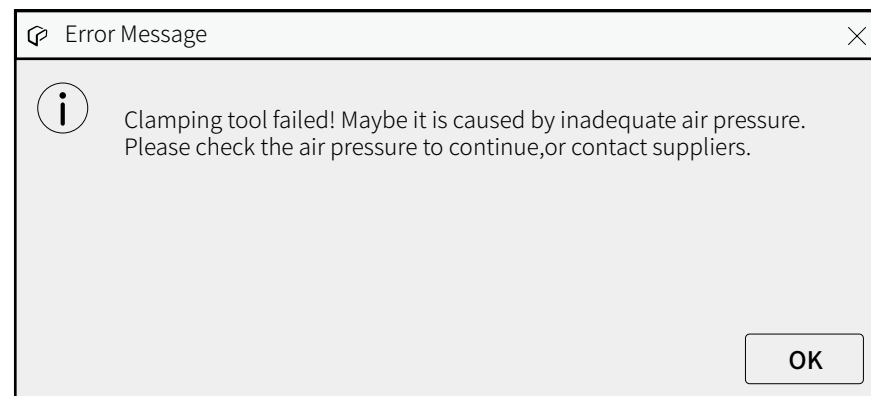 Error Message
Clamping tool failed! Maybe it is caused by inadequate air pressure.
Please check the air pressure to continue,or contact suppliers.
OK